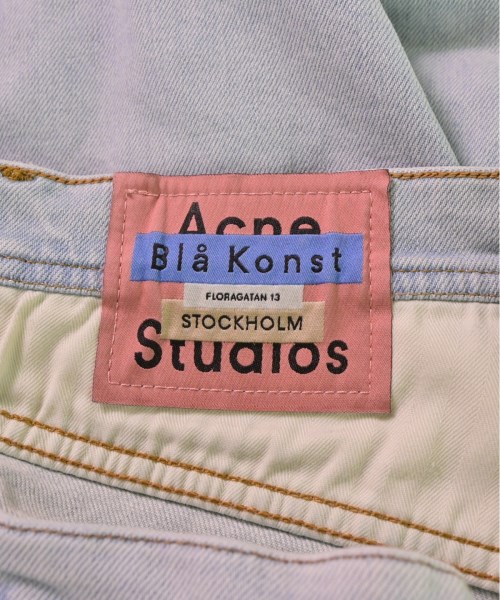 Acne
Blå Konst
FLORAGATAN 13
STOCKHOLM
Studios